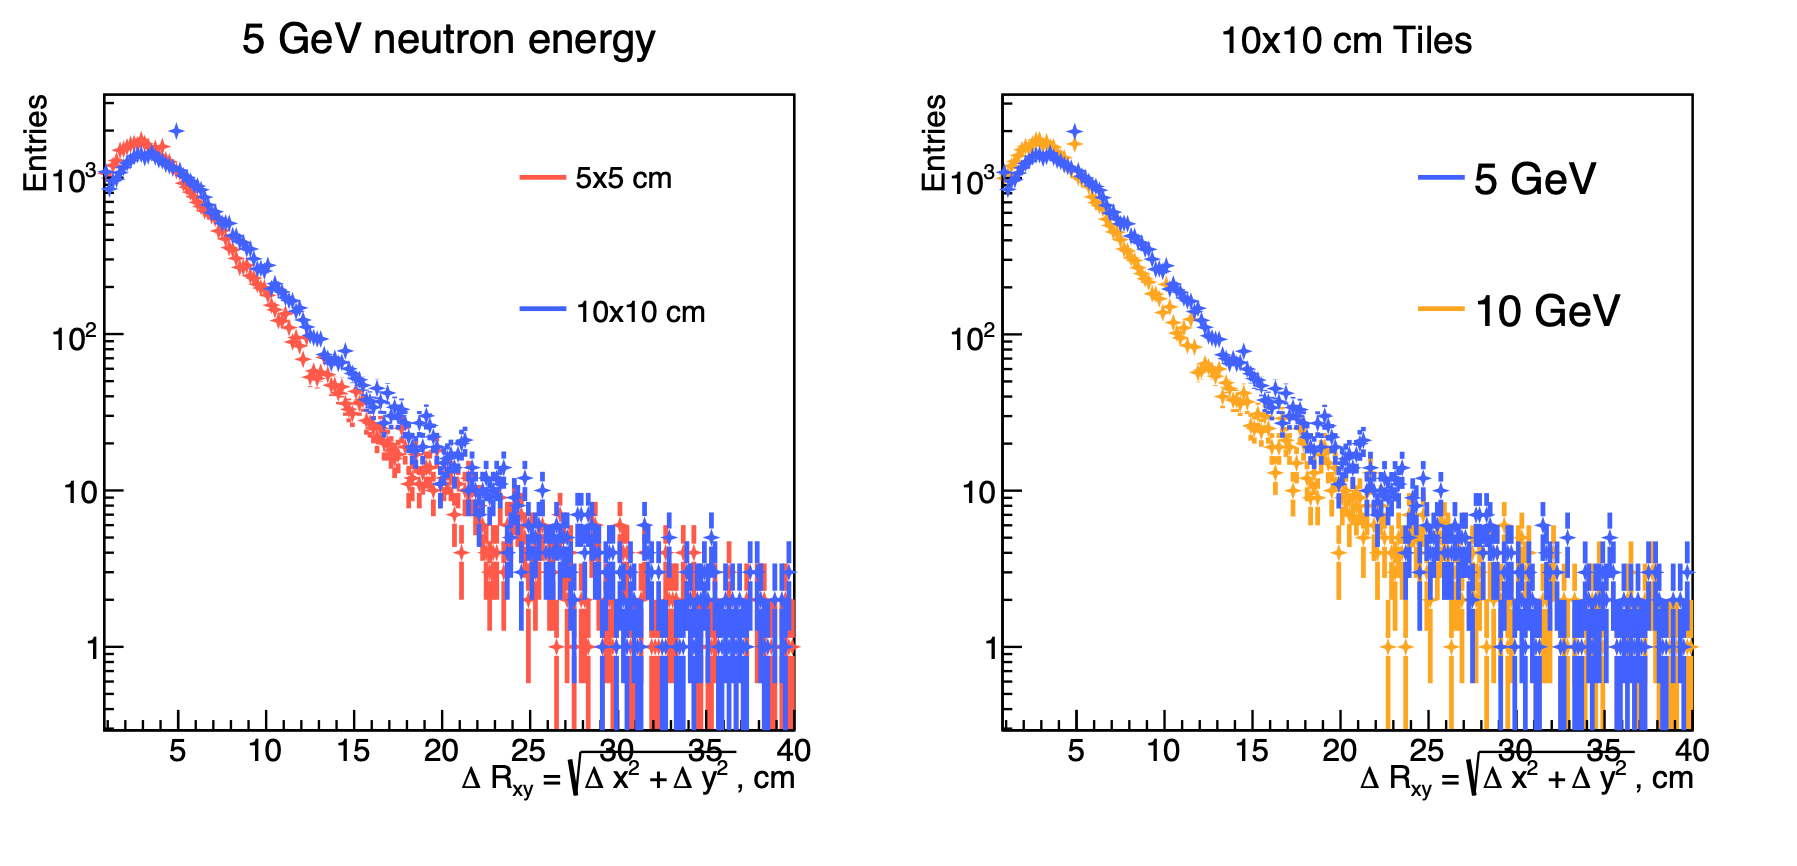 5 GeV neutron energy
Entries
10³
10²
10
1
5x5 cm
10x10 cm
5 10 15 20 25 30 35 40
Δ Rxy = √Δ x² + Δ y² , cm
10x10 cm Tiles
Entries
10³
10²
10
1
5 GeV
10 GeV
5 10 15 20 25 30 35 40
Δ Rxy = √Δ x² + Δ y² , cm